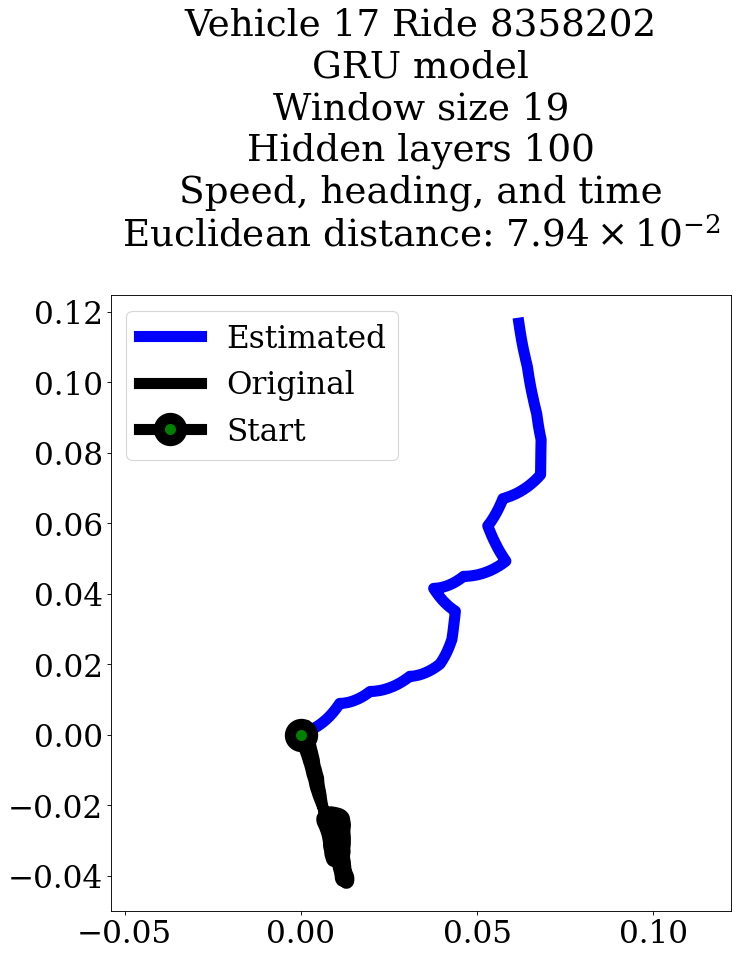 Vehicle 17 Ride 8358202
GRU model
Window size 19
Hidden layers 100
Speed, heading, and time
Euclidean distance: 7.94 × 10⁻²
Estimated
Original
Start
0.12
0.10
0.08
0.06
0.04
0.02
0.00
−0.02
−0.04
−0.05 0.00 0.05 0.10